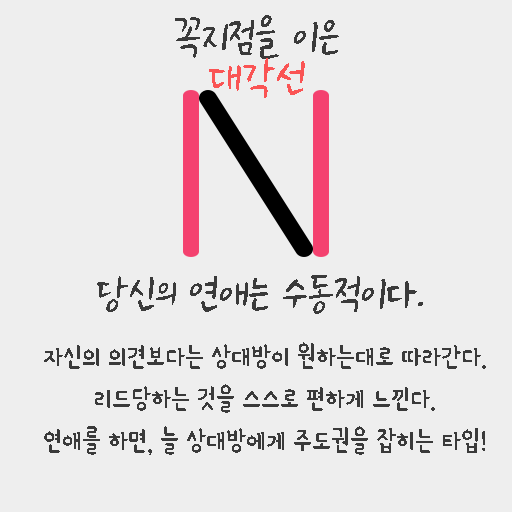 꼭지점을 이은
대각선
N
당신의 연애는 수동적이다.
자신의 의견보다는 상대방이 원하는대로 따라간다.
리드당하는 것을 스스로 편하게 느낀다.
연애를 하면, 늘 상대방에게 주도권을 잡히는 타입!